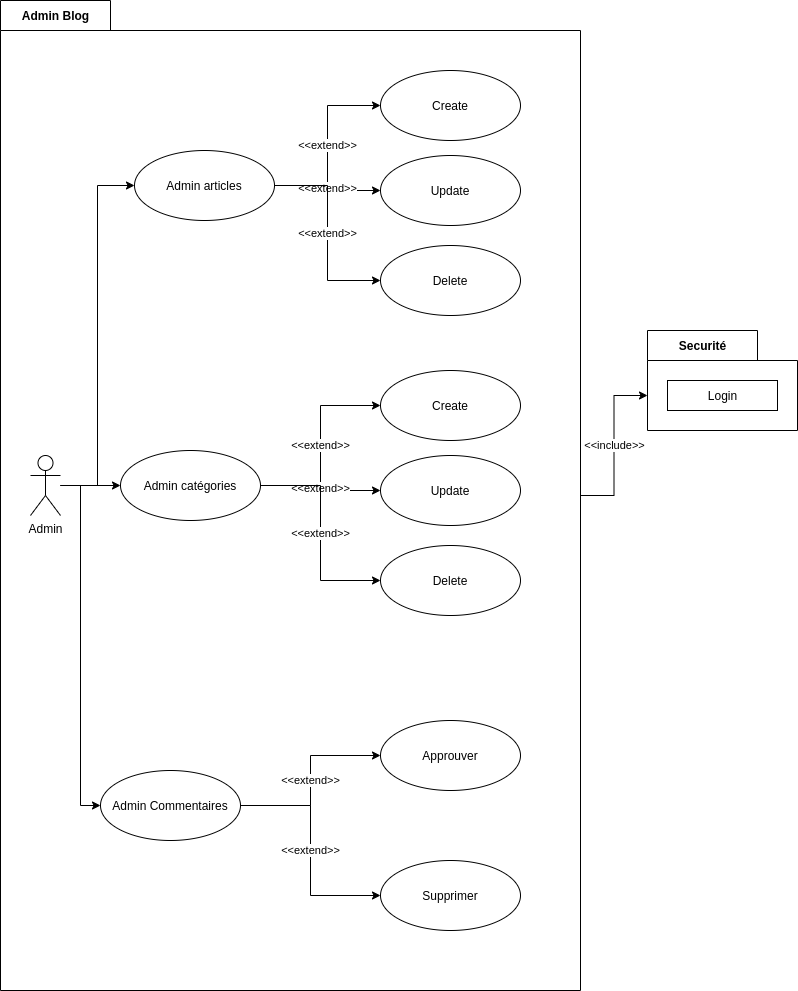 Admin Blog
Create
<<extend>>
Admin articles
<<extend>>
Update
<<extend>>
Delete
Securité
Login
Create
<<extend>>
<<include>>
Admin
Admin catégories
<<extend>>
Update
<<extend>>
Delete
Approuver
<<extend>>
Admin Commentaires
<<extend>>
Supprimer